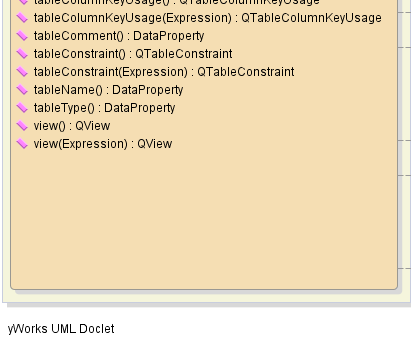 tableColumnKeyUsage() : QTableColumnKeyUsage
tableColumnKeyUsage(Expression) : QTableColumnKeyUsage
tableComment() : DataProperty
tableConstraint() : QTableConstraint
tableConstraint(Expression) : QTableConstraint
tableName() : DataProperty
tableType() : DataProperty
view() : QView
view(Expression) : QView
yWorks UML Doclet